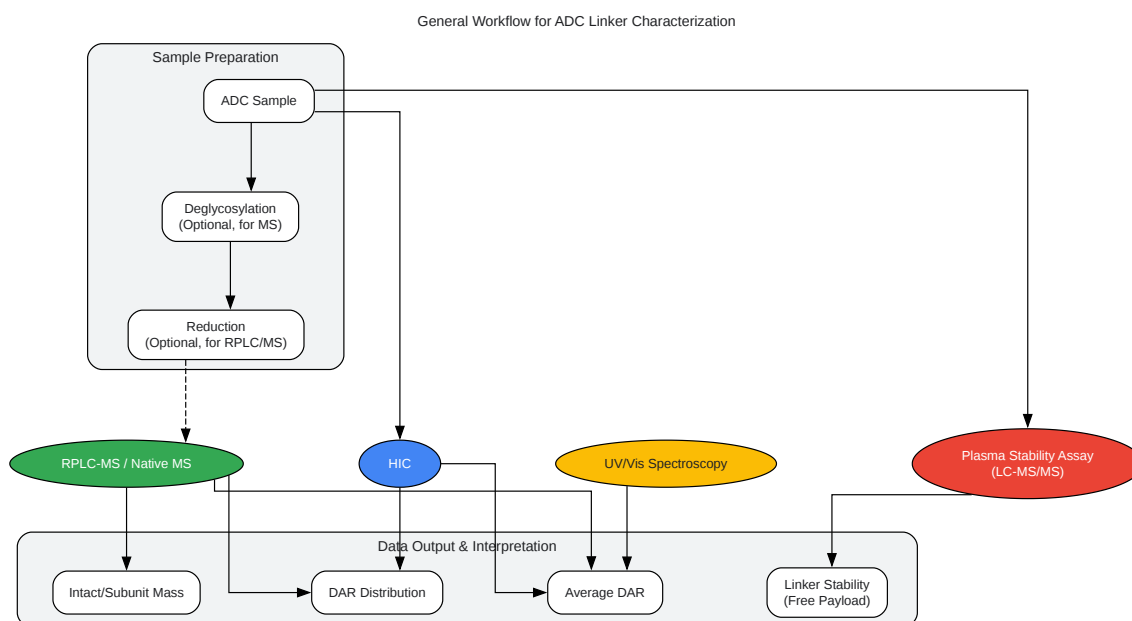 General Workflow for ADC Linker Characterization
Sample Preparation
ADC Sample
Deglycosylation
(Optional, for MS)
Reduction
(Optional, for RPLC/MS)
RPLC-MS / Native MS
HIC
UV/Vis Spectroscopy
Plasma Stability Assay
(LC-MS/MS)
Data Output & Interpretation
Intact/Subunit Mass
DAR Distribution
Average DAR
Linker Stability
(Free Payload)